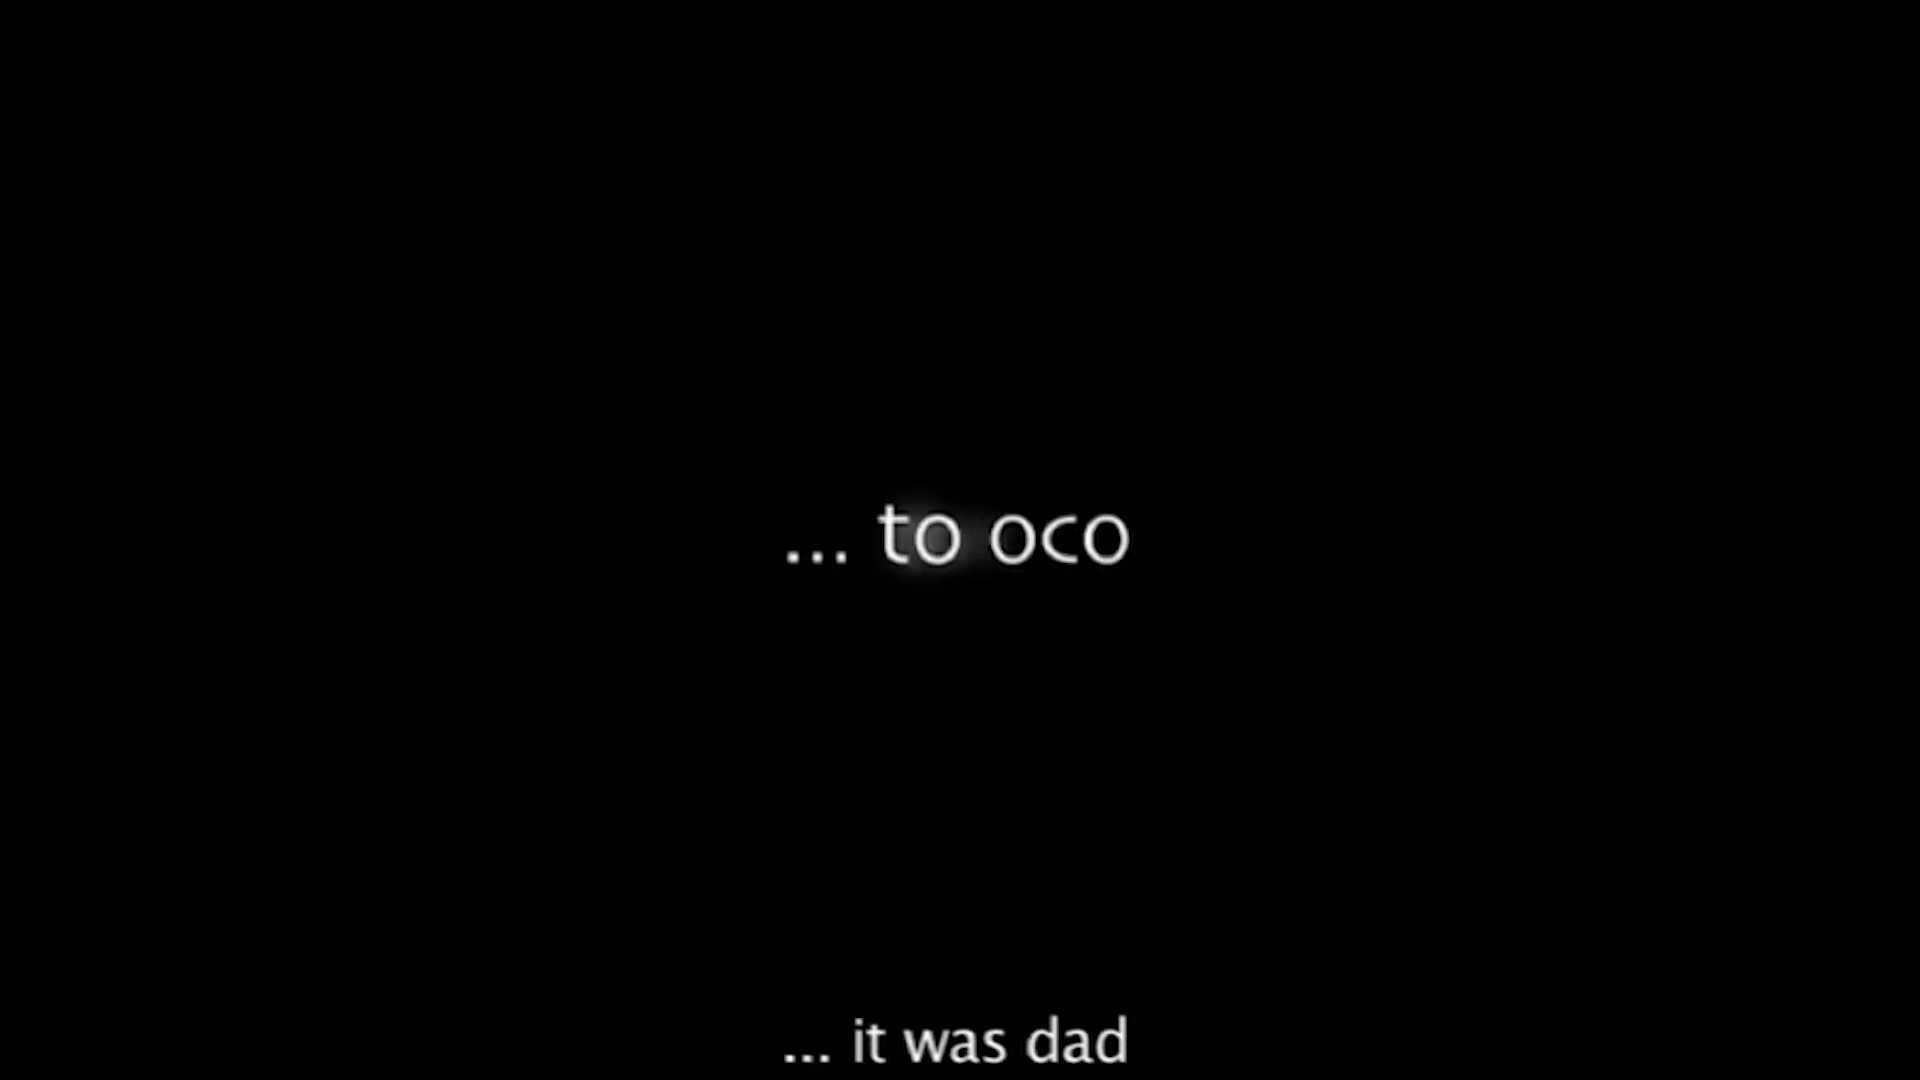 ... to oco
... it was dad